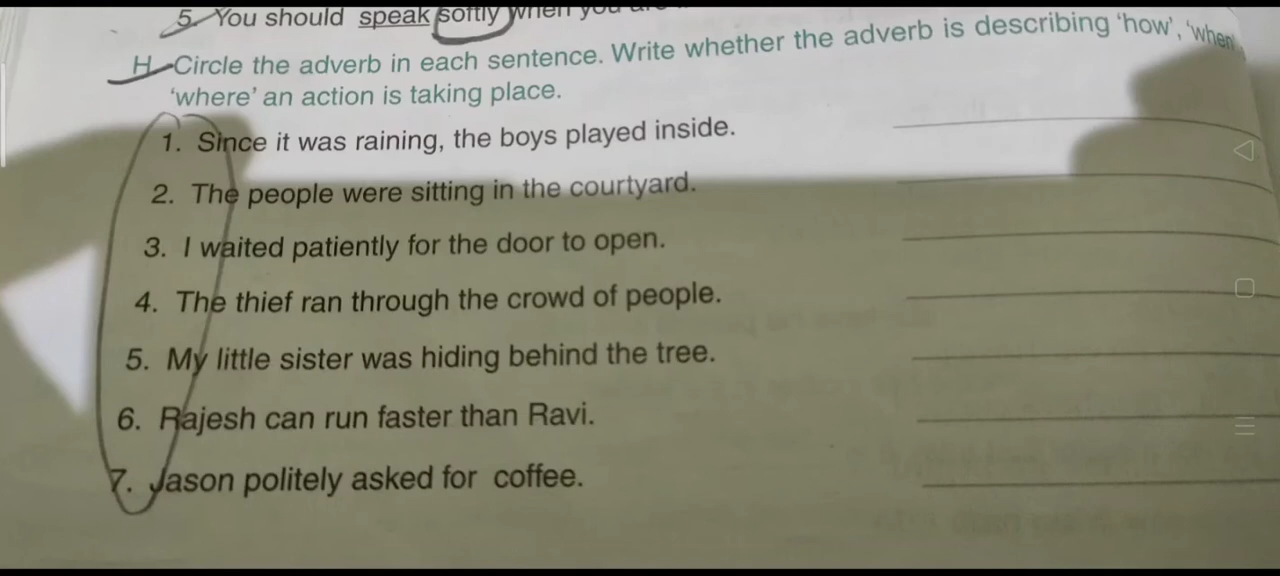 5. You should speak softly when you are
H. Circle the adverb in each sentence. Write whether the adverb is describing ‘how’, ‘when’,
‘where’ an action is taking place.
1. Since it was raining, the boys played inside.
2. The people were sitting in the courtyard.
3. I waited patiently for the door to open.
4. The thief ran through the crowd of people.
5. My little sister was hiding behind the tree.
6. Rajesh can run faster than Ravi.
7. Jason politely asked for coffee.